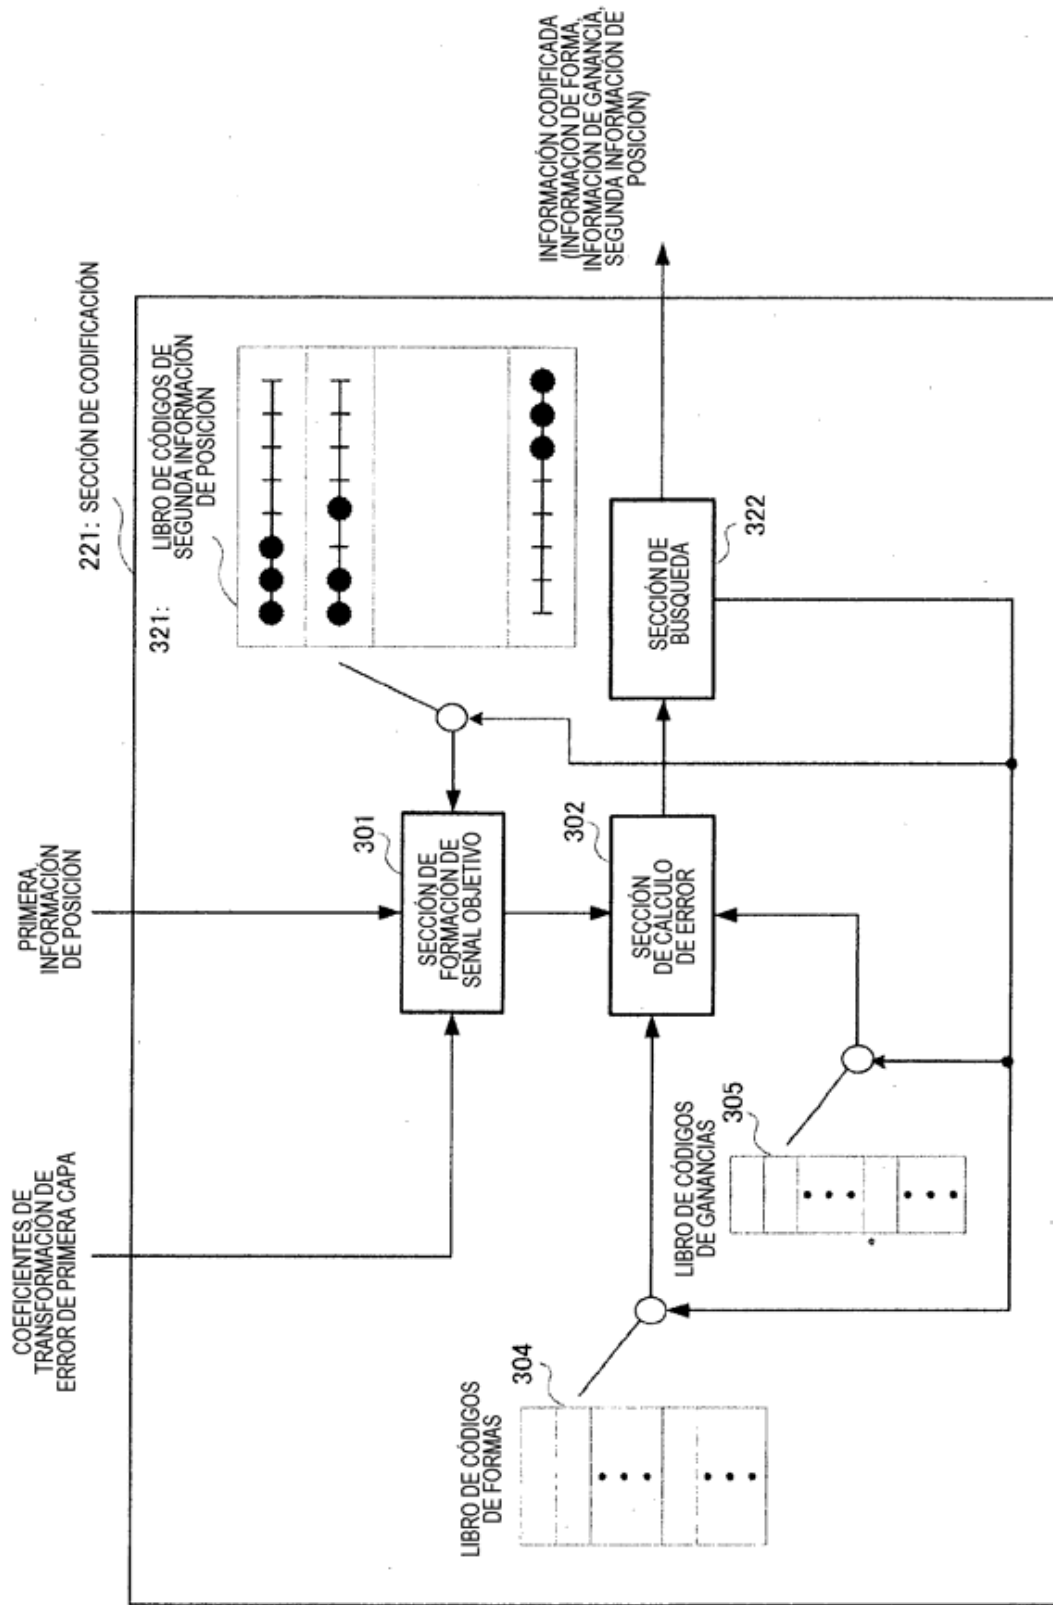 221: SECCIÓN DE CODIFICACIÓN
COEFICIENTES DE
TRANSFORMACIÓN DE
ERROR DE PRIMERA CAPA
PRIMERA
INFORMACIÓN
DE POSICIÓN
321:
LIBRO DE CÓDIGOS DE
SEGUNDA INFORMACIÓN
DE POSICION
301
SECCIÓN DE
FORMACIÓN DE
SEÑAL OBJETIVO
LIBRO DE CÓDIGOS
DE FORMAS
304
302
SECCIÓN
DE CÁLCULO
DE ERROR
SECCIÓN DE
BÚSQUEDA
322
INFORMACIÓN CODIFICADA
(INFORMACIÓN DE FORMA,
INFORMACIÓN DE GANANCIA,
SEGUNDA INFORMACIÓN DE
POSICIÓN)
LIBRO DE CÓDIGOS
DE GANANCIAS
305